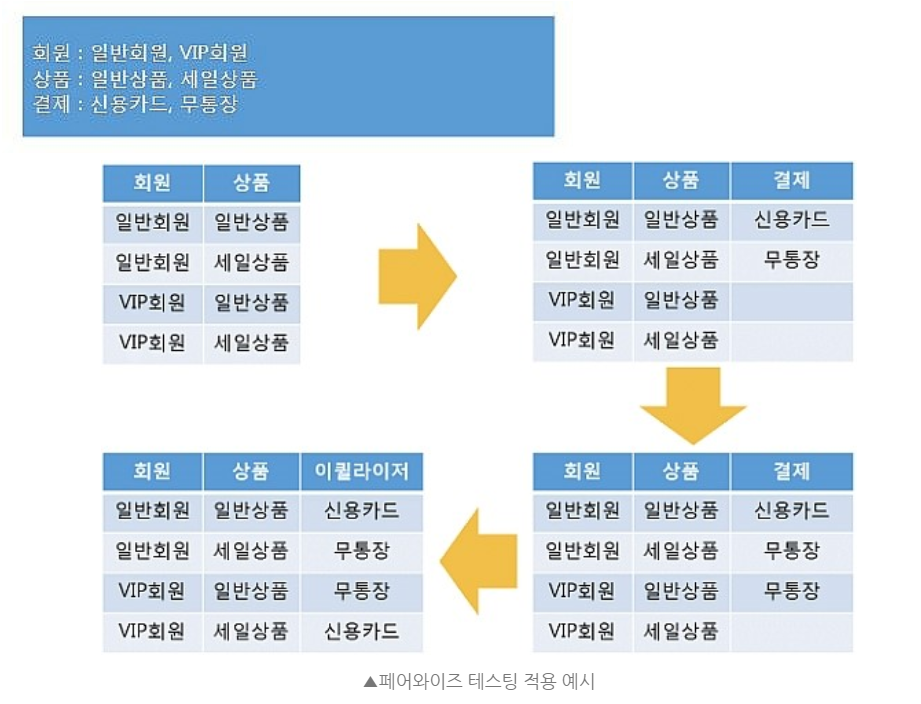 회원 : 일반회원, VIP회원
상품 : 일반상품, 세일상품
결제 : 신용카드, 무통장
회원 상품
일반회원 일반상품
일반회원 세일상품
VIP회원 일반상품
VIP회원 세일상품
회원 상품 결제
일반회원 일반상품 신용카드
일반회원 세일상품 무통장
VIP회원 일반상품
VIP회원 세일상품
회원 상품 결제
일반회원 일반상품 신용카드
일반회원 세일상품 무통장
VIP회원 일반상품 무통장
VIP회원 세일상품
회원 상품 이퀄라이저
일반회원 일반상품 신용카드
일반회원 세일상품 무통장
VIP회원 일반상품 무통장
VIP회원 세일상품 신용카드
▲페어와이즈 테스팅 적용 예시